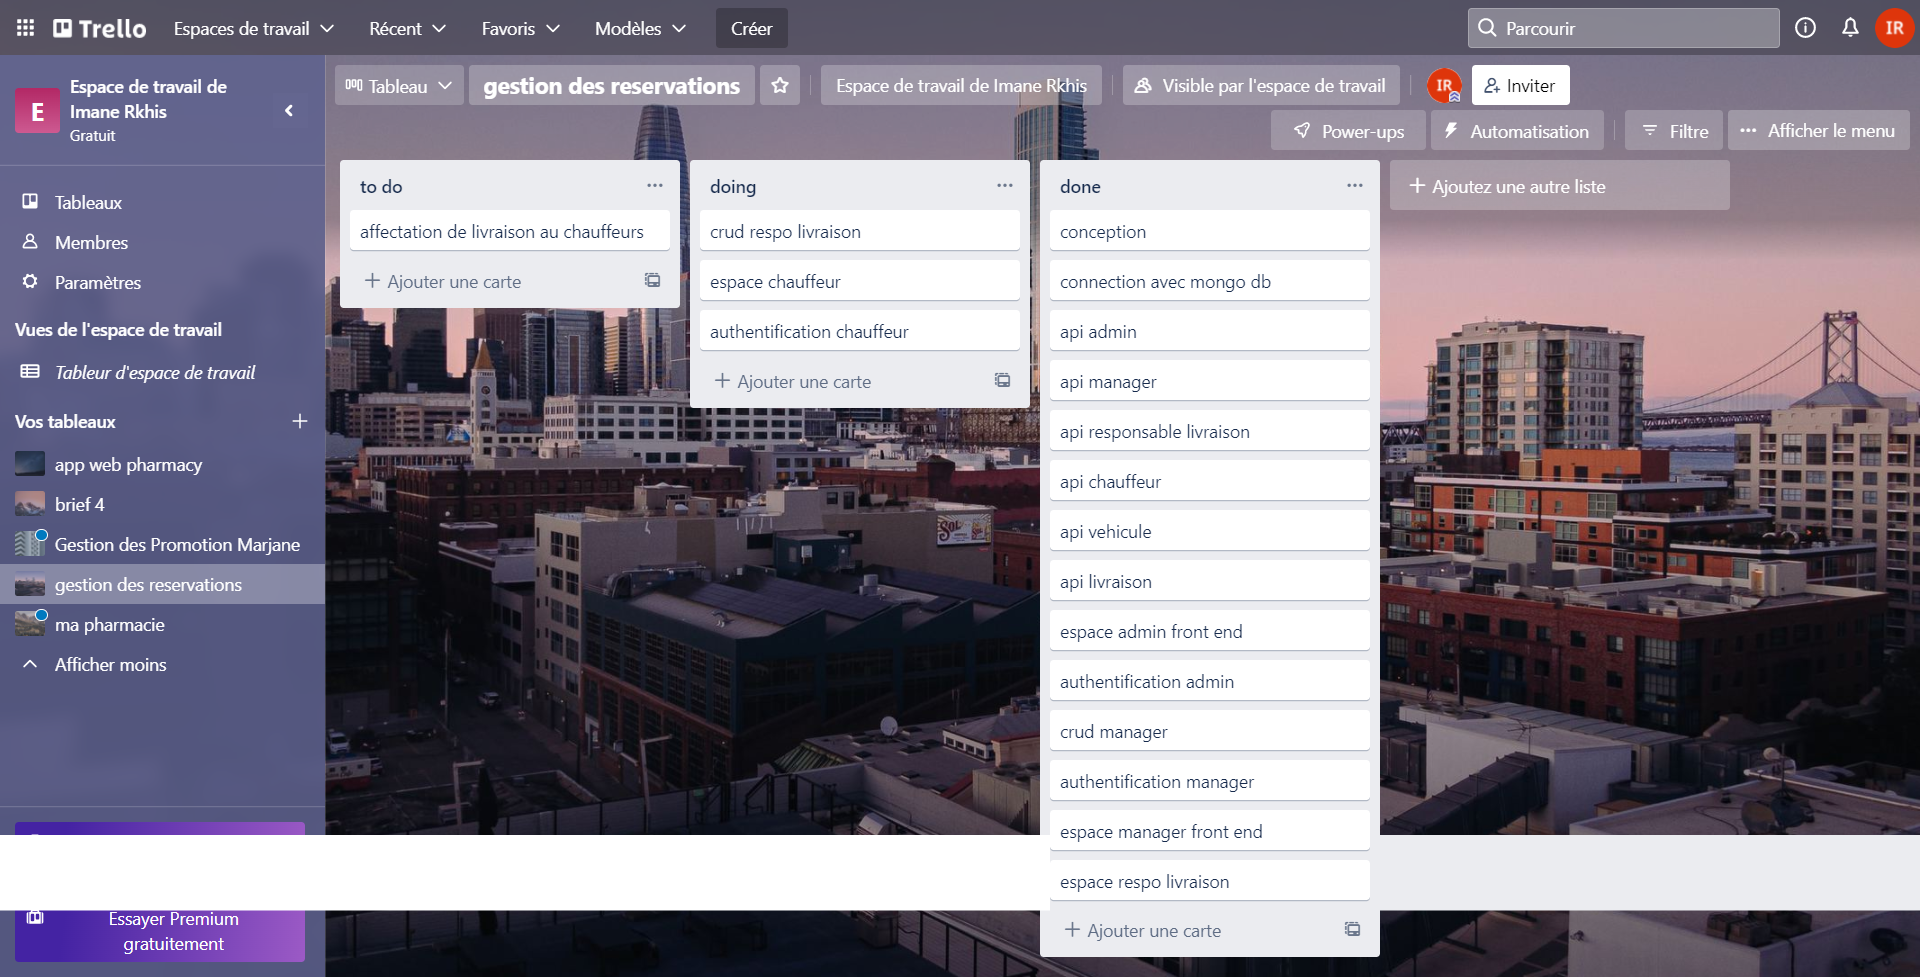 Trello
Espaces de travail
Récent
Favoris
Modèles
Créer
Parcourir
IR
E
Espace de travail de
Imane Rkhis
Gratuit
Tableau
gestion des reservations
Espace de travail de Imane Rkhis
Visible par l'espace de travail
IR
Inviter
Power-ups
Automatisation
Filtre
Afficher le menu
Tableaux
Membres
Paramètres
Vues de l'espace de travail
Tableur d'espace de travail
Vos tableaux
app web pharmacy
brief 4
Gestion des Promotion Marjane
gestion des reservations
ma pharmacie
Afficher moins
Essayer Premium
gratuitement
to do
affectation de livraison au chauffeurs
Ajouter une carte
doing
crud respo livraison
espace chauffeur
authentification chauffeur
Ajouter une carte
done
conception
connection avec mongo db
api admin
api manager
api responsable livraison
api chauffeur
api vehicule
api livraison
espace admin front end
authentification admin
crud manager
authentification manager
espace manager front end
espace respo livraison
Ajouter une carte
Ajoutez une autre liste
Sol